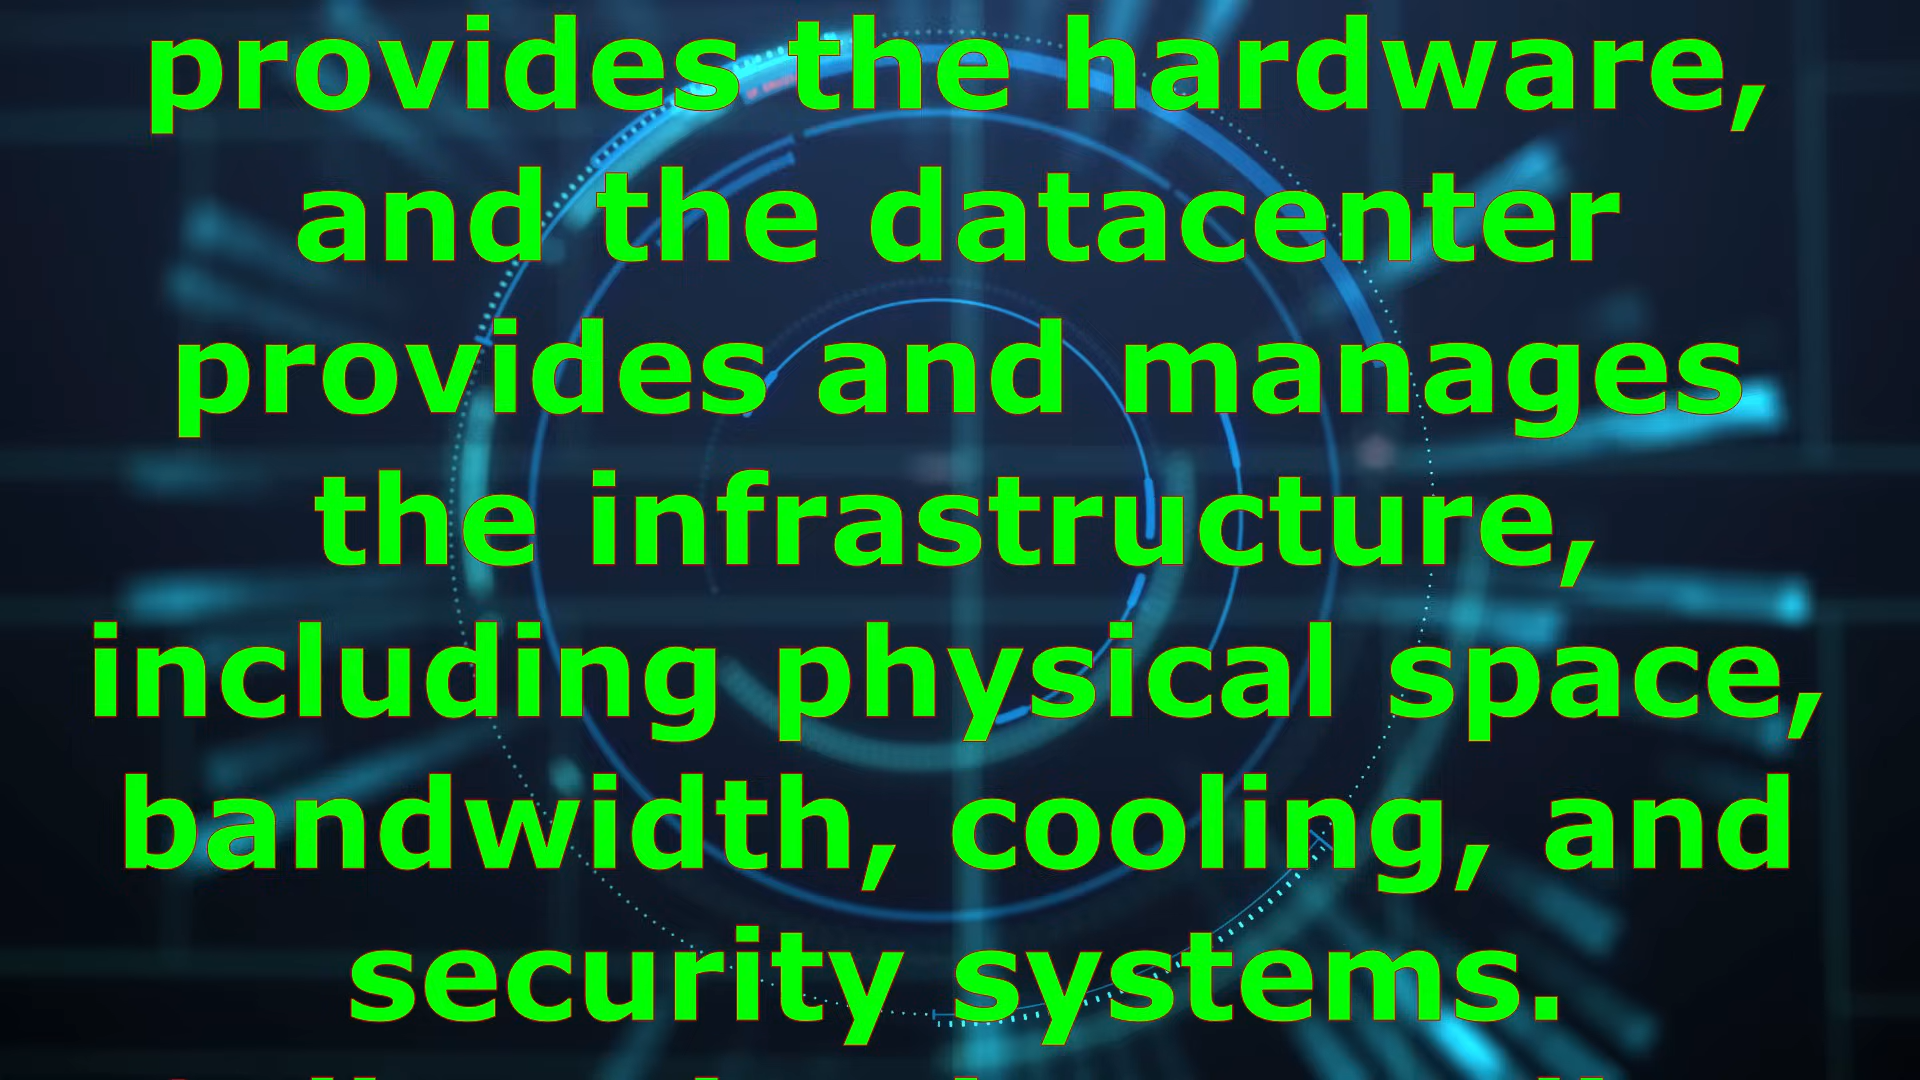 provides the hardware,
and the datacenter
provides and manages
the infrastructure,
including physical space,
bandwidth, cooling, and
security systems.